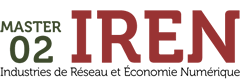 MASTER
02 IREN
Industries de Réseau et Économie Numérique